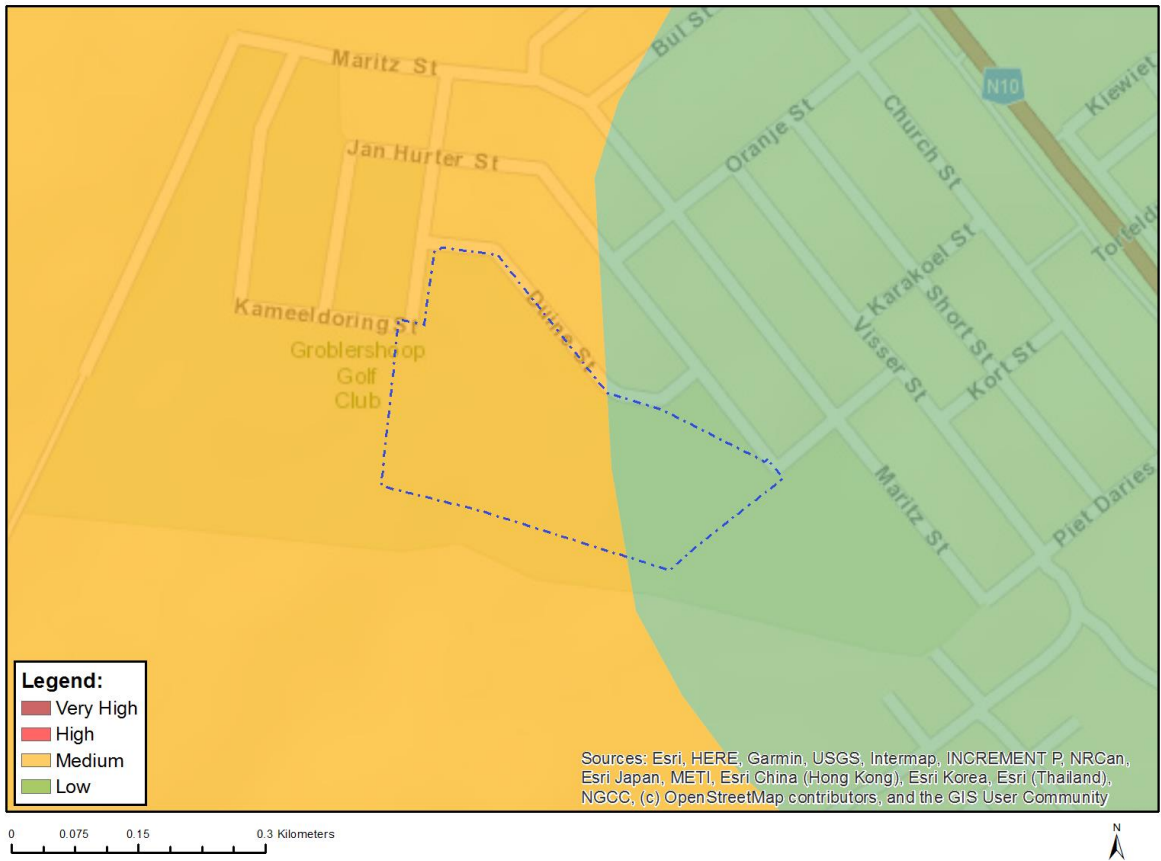 Bul St
N10
Maritz St
Kiewiet
Church St
Oranje St
Jan Hurter St
Karakoel St
Duine St
Short St
Kameeldoring St
Visser St
Kort St
Groblershoop
Golf
Club
Maritz St
Piet Daries
Legend:
Very High
High
Medium
Low
Sources: Esri, HERE, Garmin, USGS, Intermap, INCREMENT P, NRCan,
Esri Japan, METI, Esri China (Hong Kong), Esri Korea, Esri (Thailand),
NGCC, (c) OpenStreetMap contributors, and the GIS User Community
0 0.075 0.15 0.3 Kilometers
N